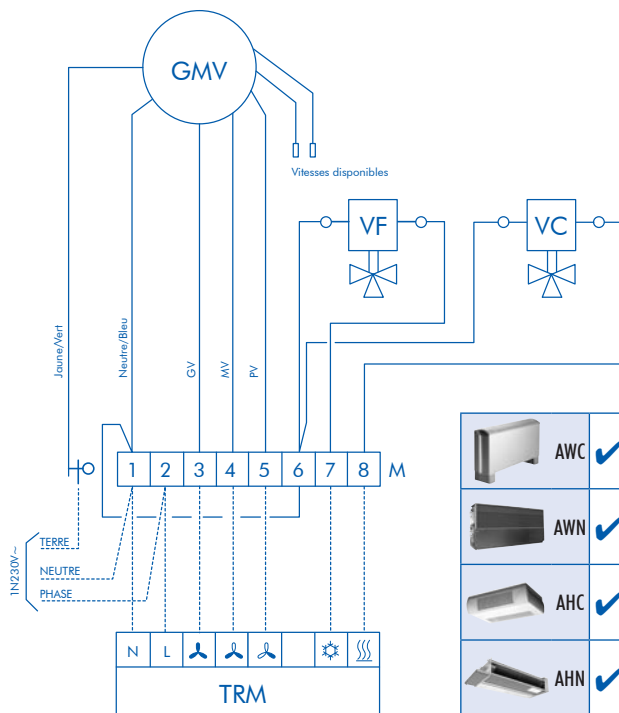 GMV
Vitesses disponibles
VF
VC
Jaune/Vert
Neutre/Bleu
GV
MV
PV
1 2 3 4 5 6 7 8 M
AWC
AWN
AHC
AHN
1N230V~
TERRE
NEUTRE
PHASE
N L
TRM